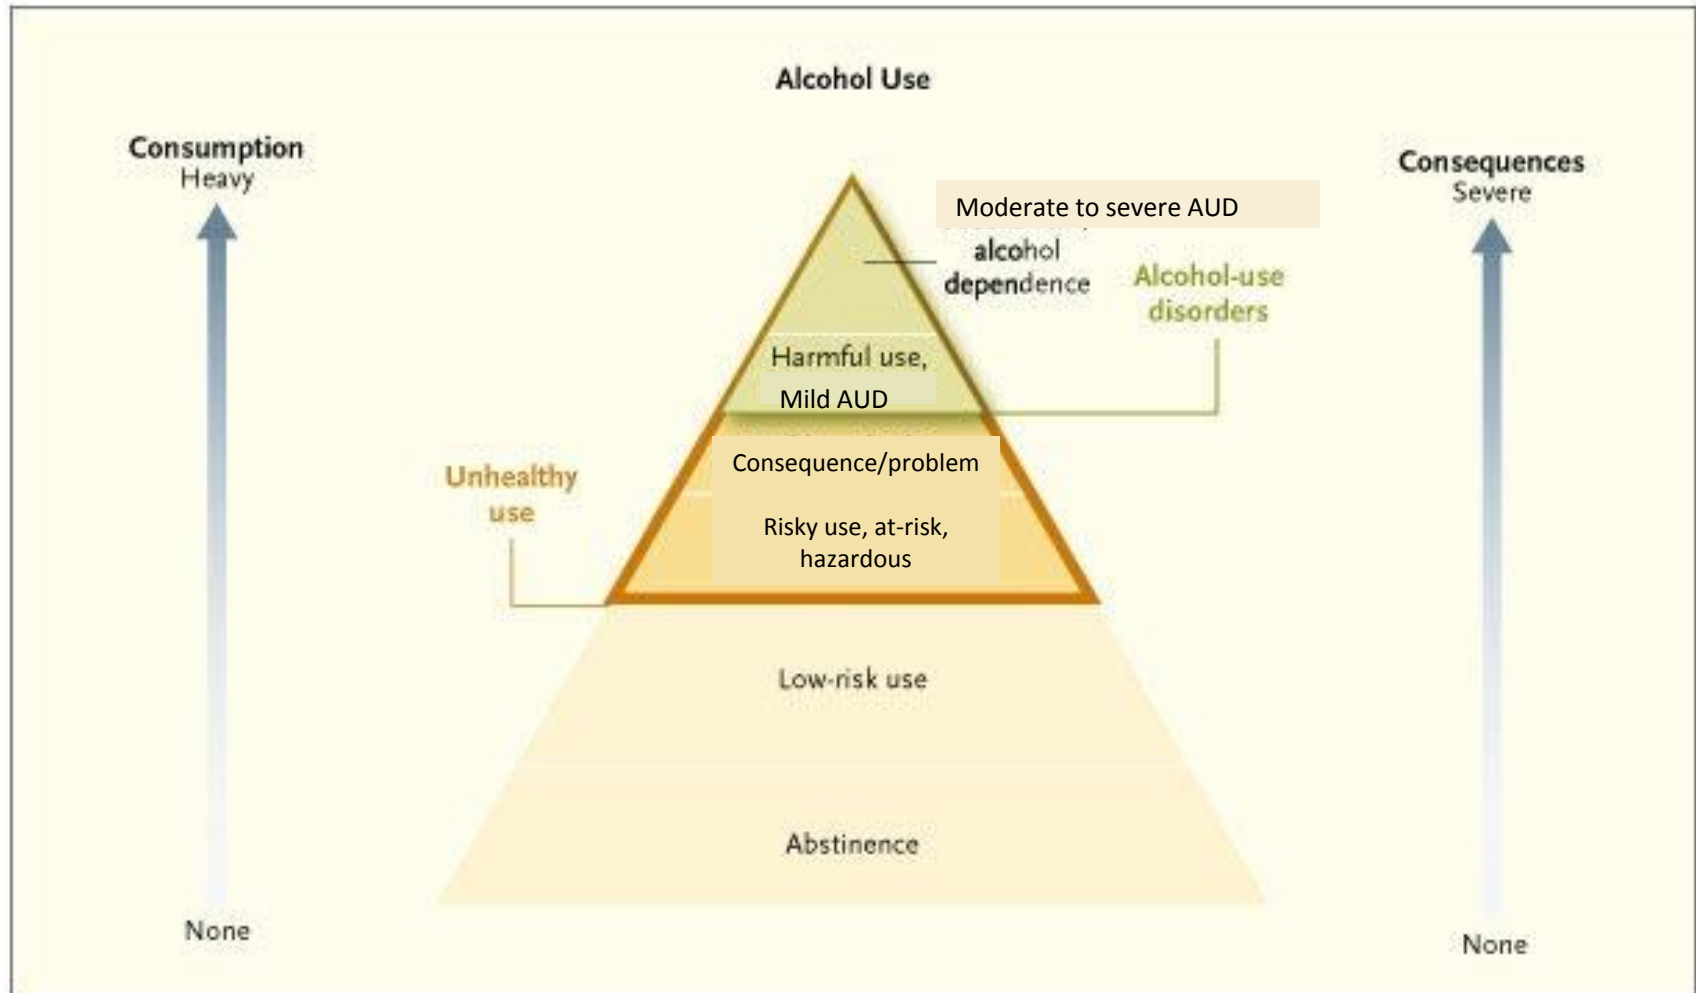 Alcohol Use
Consumption
Heavy
Consequences
Severe
Moderate to severe AUD
alcohol
dependence
Alcohol-use
disorders
Harmful use,
Mild AUD
Consequence/problem
Unhealthy
use
Risky use, at-risk,
hazardous
Low-risk use
Abstinence
None
None